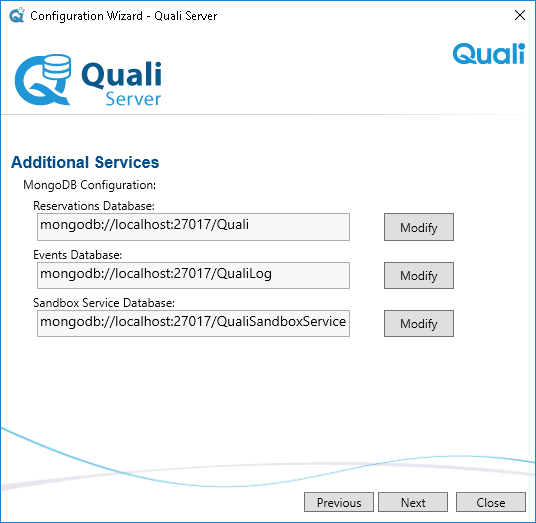 Configuration Wizard - Quali Server
Quali
Quali
Server
Additional Services
MongoDB Configuration:
Reservations Database:
mongodb://localhost:27017/Quali
Modify
Events Database:
mongodb://localhost:27017/QualiLog
Modify
Sandbox Service Database:
mongodb://localhost:27017/QualiSandboxService
Modify
Previous
Next
Close